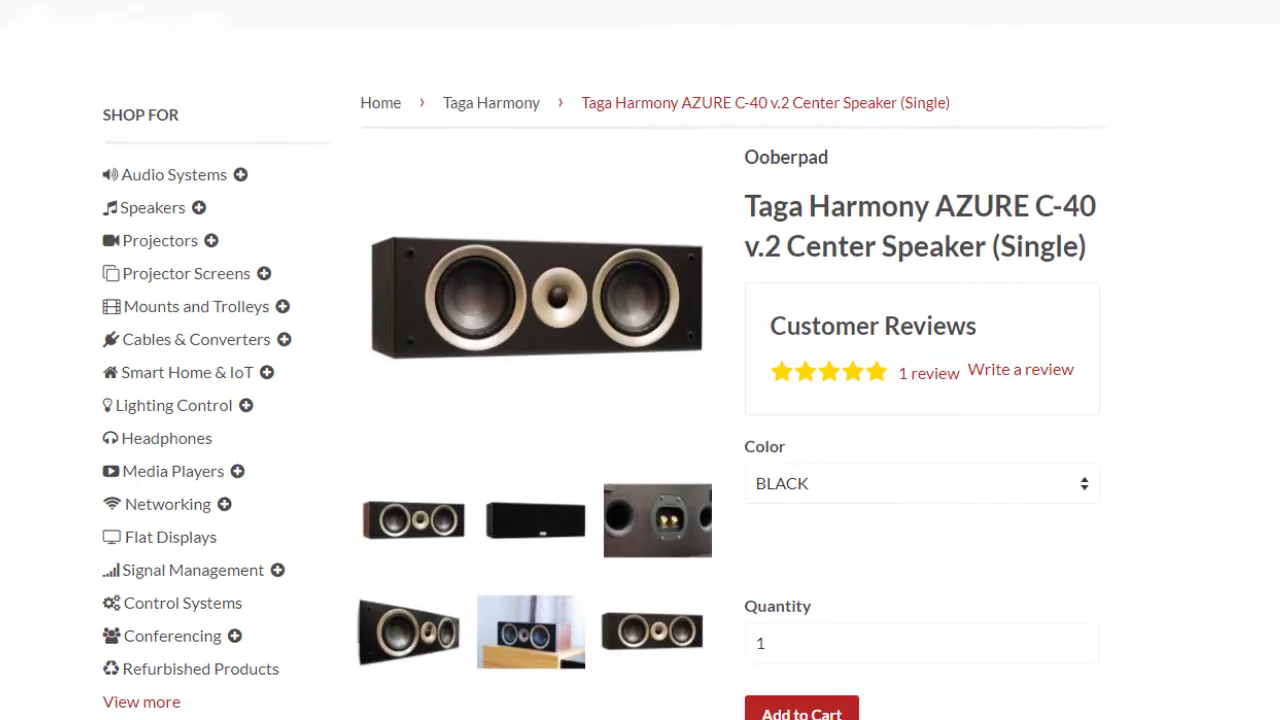 Home › Taga Harmony › Taga Harmony AZURE C-40 v.2 Center Speaker (Single)
SHOP FOR
Audio Systems
Speakers
Projectors
Projector Screens
Mounts and Trolleys
Cables & Converters
Smart Home & IoT
Lighting Control
Headphones
Media Players
Networking
Flat Displays
Signal Management
Control Systems
Conferencing
Refurbished Products
View more
Ooberpad
Taga Harmony AZURE C-40
v.2 Center Speaker (Single)
Customer Reviews
1 review Write a review
Color
BLACK
Quantity
1
Add to Cart